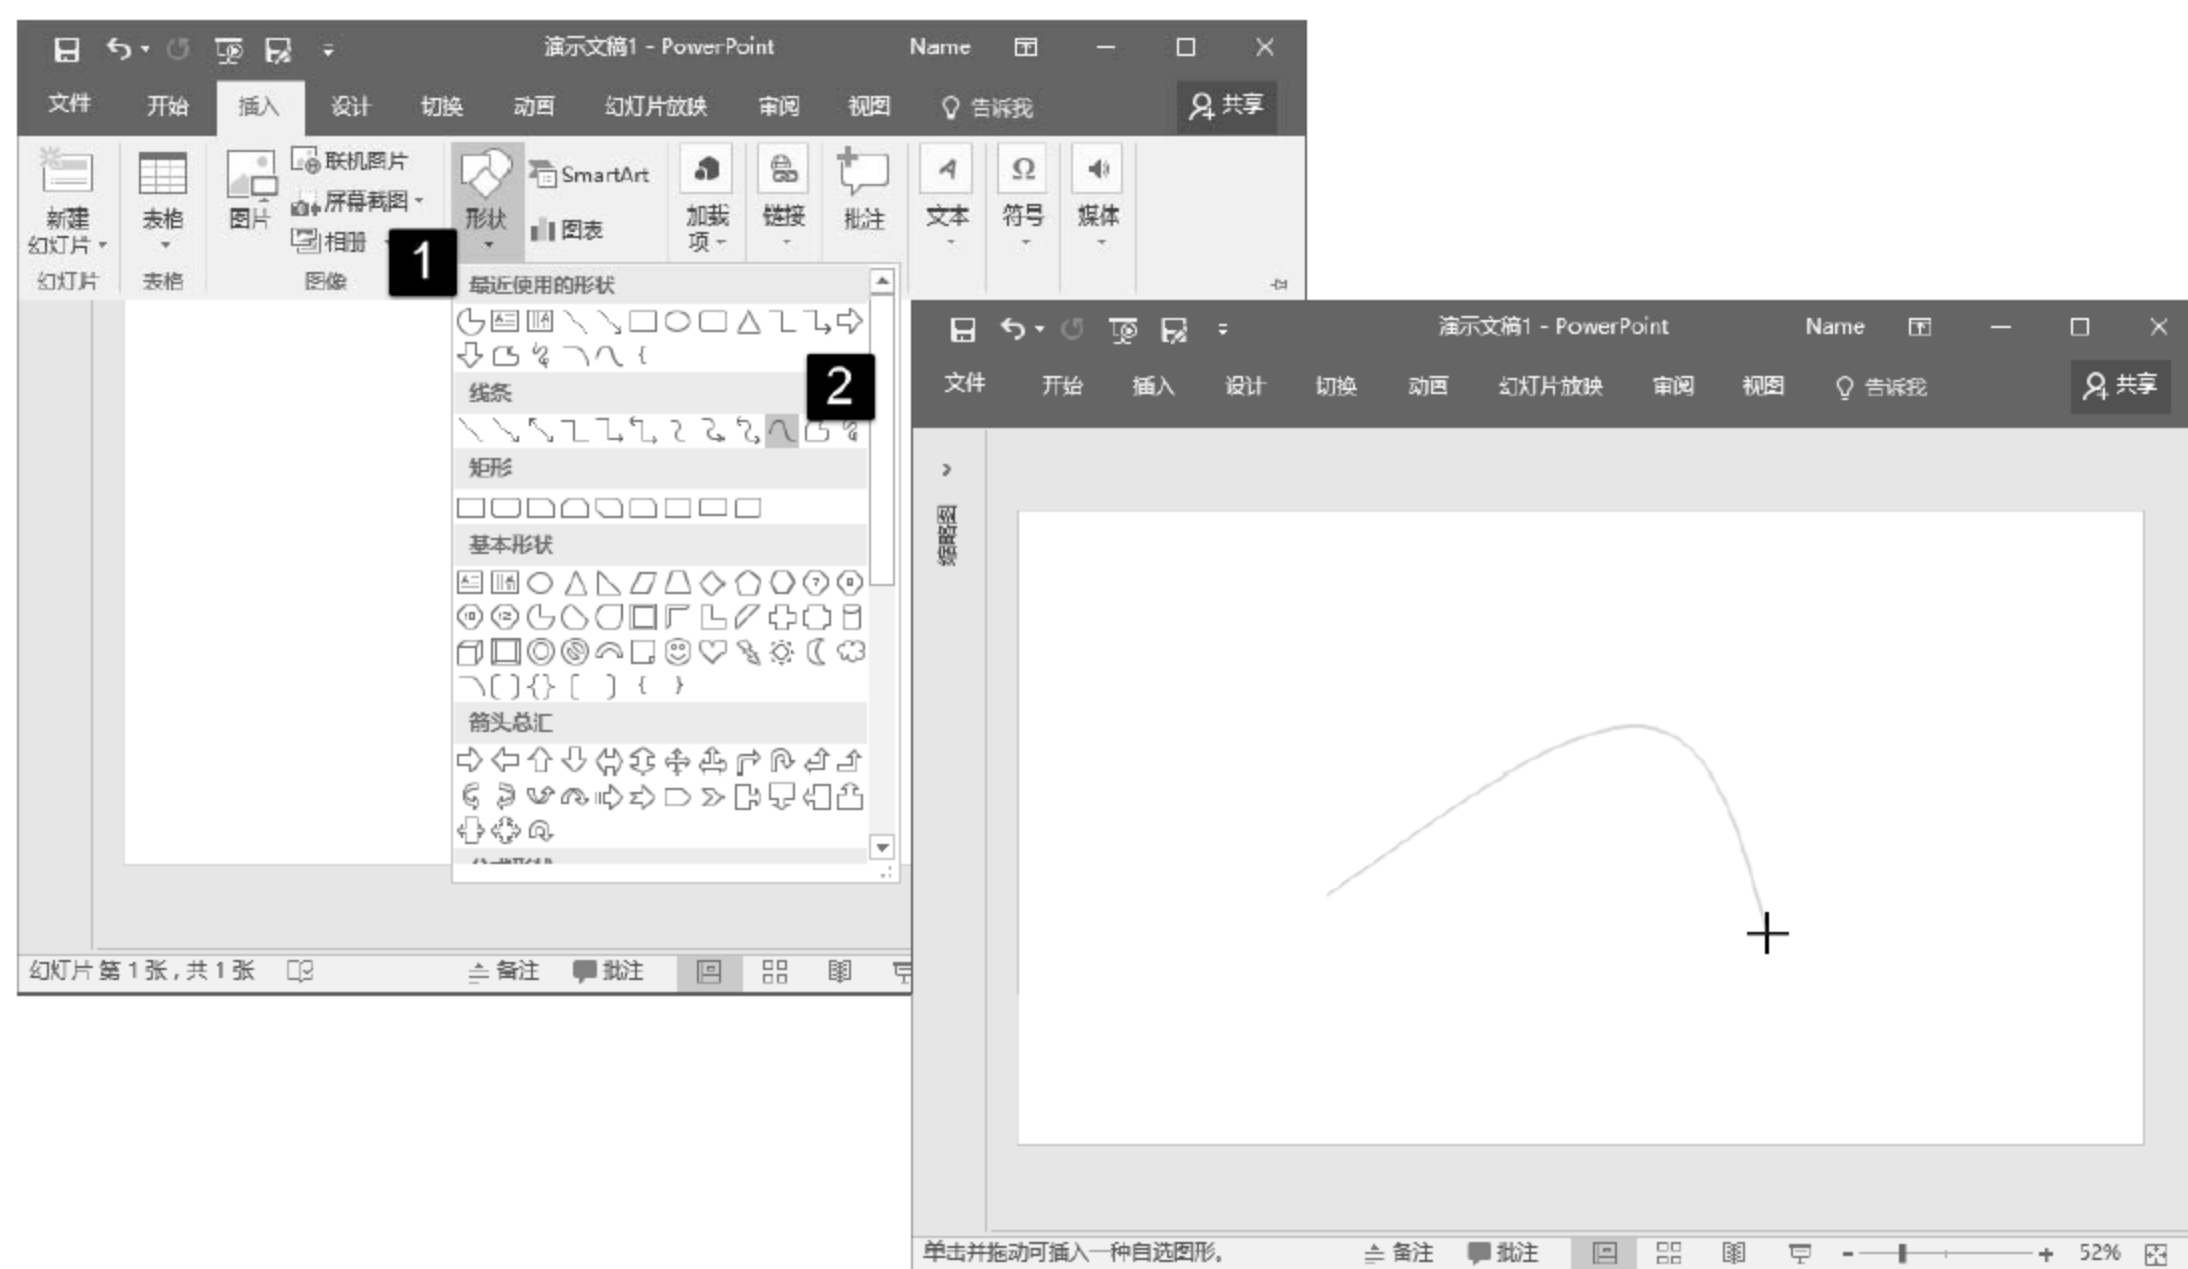 演示文稿1 - PowerPoint
Name
文件 开始 插入 设计 切换 动画 幻灯片放映 审阅 视图 告诉我 共享
新建
幻灯片
表格
图片
联机图片
屏幕截图
相册
形状
SmartArt
图表
加载
项
链接
批注
文本
符号
媒体
幻灯片
表格
图像
1
最近使用的形状
2
线条
矩形
基本形状
箭头总汇
幻灯片 第 1 张 , 共 1 张
备注
批注
演示文稿1 - PowerPoint
Name
文件 开始 插入 设计 切换 动画 幻灯片放映 审阅 视图 告诉我 共享
缩略图
单击并拖动可插入一种自选图形。
备注
批注
52%